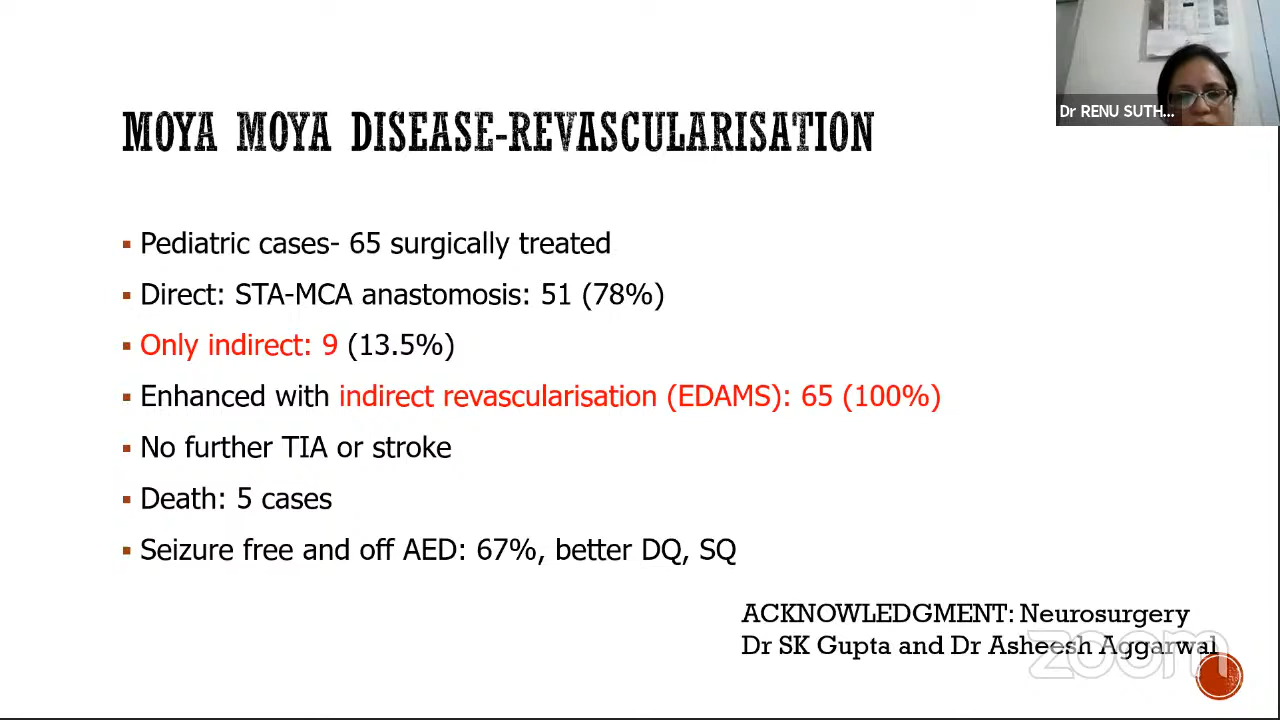 Dr RENU SUTH...
MOYA MOYA DISEASE-REVASCULARISATION
▪ Pediatric cases- 65 surgically treated
▪ Direct: STA-MCA anastomosis: 51 (78%)
▪ Only indirect: 9 (13.5%)
▪ Enhanced with indirect revascularisation (EDAMS): 65 (100%)
▪ No further TIA or stroke
▪ Death: 5 cases
▪ Seizure free and off AED: 67%, better DQ, SQ
ACKNOWLEDGMENT: Neurosurgery
Dr SK Gupta and Dr Asheesh Aggarwal
zoom